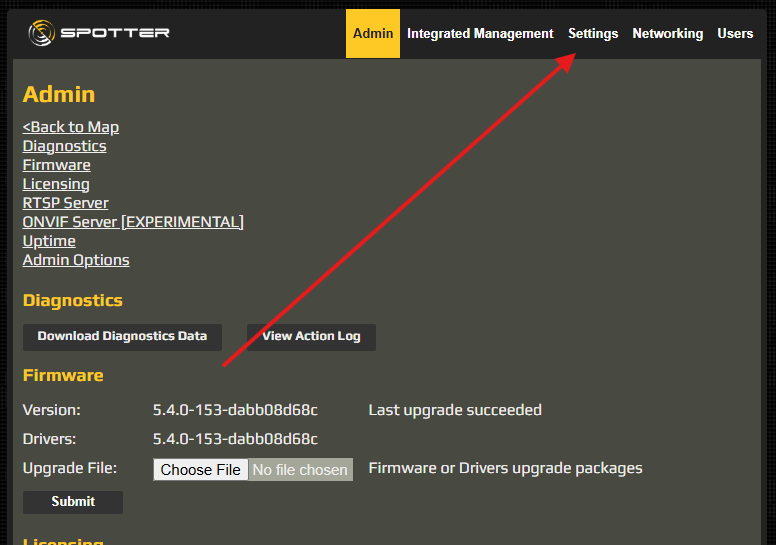 SPOTTER
Admin Integrated Management Settings Networking Users
Admin
<Back to Map
Diagnostics
Firmware
Licensing
RTSP Server
ONVIF Server [EXPERIMENTAL]
Uptime
Admin Options
Diagnostics
Download Diagnostics Data View Action Log
Firmware
Version: 5.4.0-153-dabb08d68c Last upgrade succeeded
Drivers: 5.4.0-153-dabb08d68c
Upgrade File: Choose File No file chosen Firmware or Drivers upgrade packages
Submit
Licensing